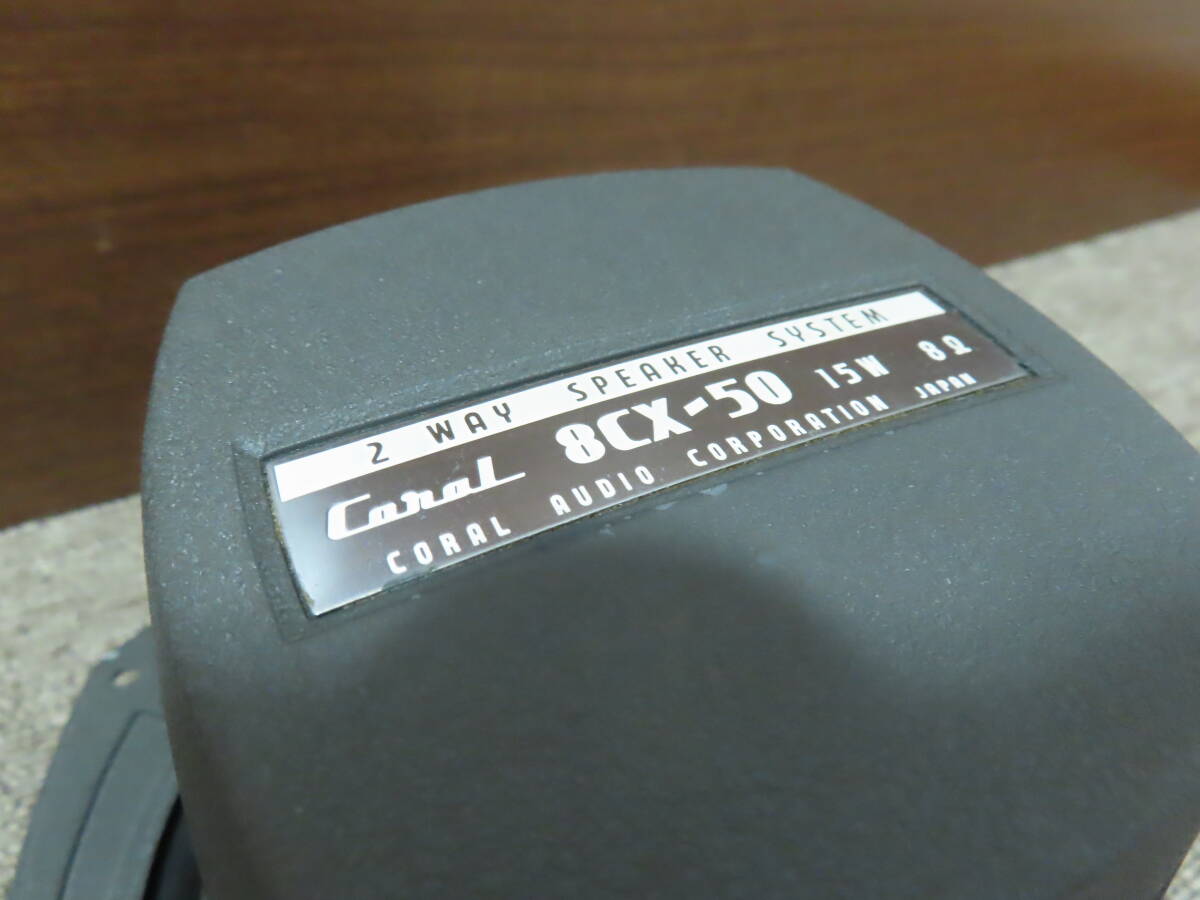 2 WAY SPEAKER SYSTEM
Coral 8CX-50 15W 8Ω
CORAL AUDIO CORPORATION JAPAN